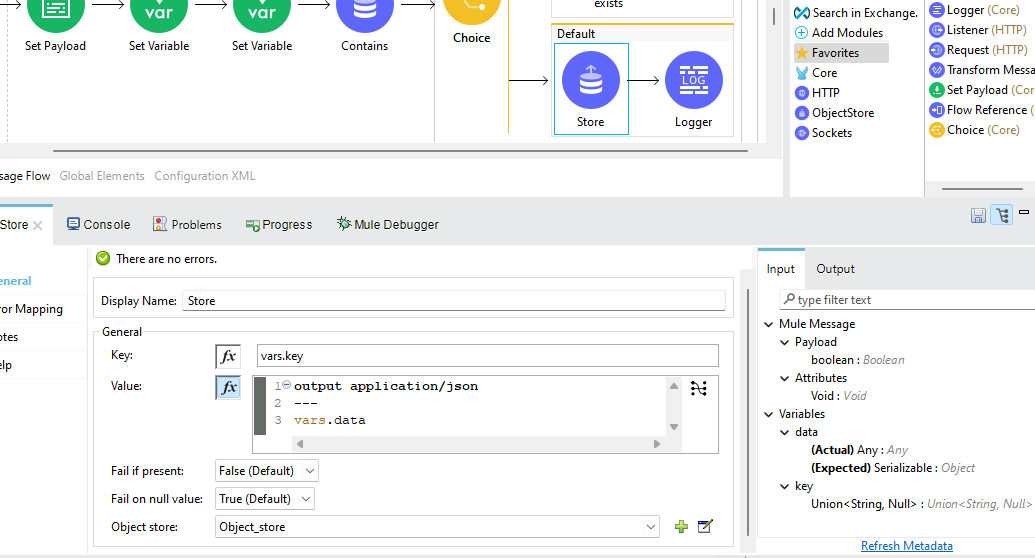 Set Payload
var
Set Variable
var
Set Variable
Contains
Choice
exists
Default
Store
LOG
Logger
Search in Exchange.
Add Modules
Favorites
Core
HTTP
ObjectStore
Sockets
Logger (Core)
Listener (HTTP)
Request (HTTP)
Transform Messa
Set Payload (Cor
Flow Reference (
Choice (Core)
sage Flow Global Elements Configuration XML
Store Console Problems Progress Mule Debugger
eneral
ror Mapping
otes
elp
There are no errors.
Display Name: Store
General
Key: fx vars.key
Value: fx
1 output application/json
2 ---
3 vars.data
Fail if present: False (Default)
Fail on null value: True (Default)
Object store: Object_store
Input Output
type filter text
Mule Message
Payload
boolean : Boolean
Attributes
Void : Void
Variables
data
(Actual) Any : Any
(Expected) Serializable : Object
key
Union<String, Null> : Union<String, Null>
Refresh Metadata